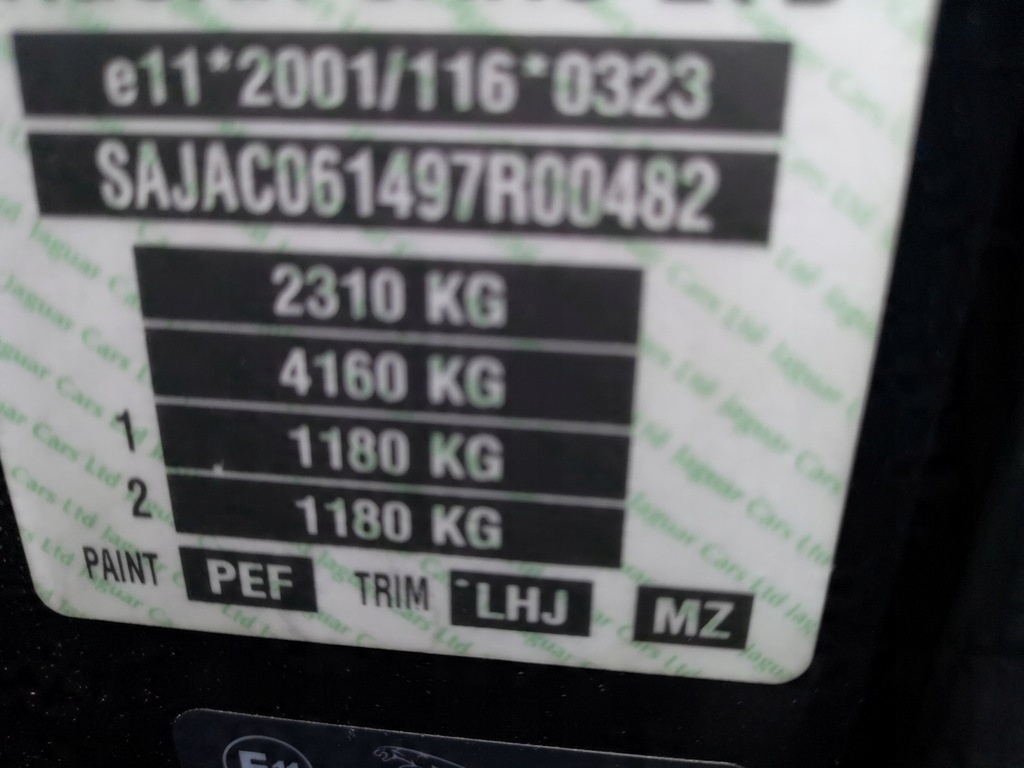 e11*2001/116*0323
SAJAC061497R00482
2310 KG
4160 KG
1 1180 KG
2 1180 KG
PAINT PEF TRIM LHJ MZ
E11